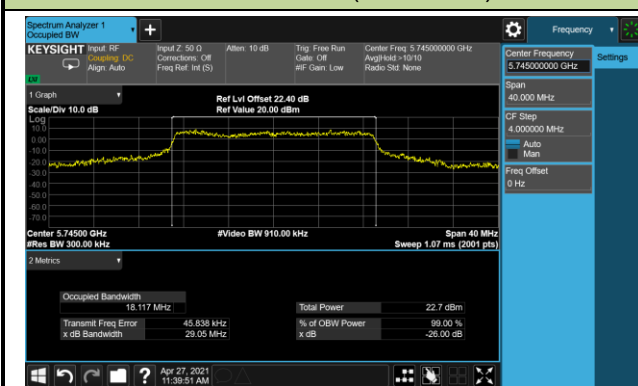 Spectrum Analyzer 1
Occupied BW
Frequency
KEYSIGHT
Input: RF
Coupling: DC
Align: Auto
Input Z: 50 Ω
Corrections: Off
Freq Ref: Int (S)
Atten: 10 dB
Trig: Free Run
Gate: Off
#IF Gain: Low
Center Freq: 5.745000000 GHz
Avg|Hold:>10/10
Radio Std: None
1 Graph
Scale/Div 10.0 dB
Ref Lvl Offset 22.40 dB
Ref Value 20.00 dBm
Log
10.0
0.00
-10.0
-20.0
-30.0
-40.0
-50.0
-60.0
-70.0
Center 5.74500 GHz
#Res BW 300.00 kHz
#Video BW 910.00 kHz
Span 40 MHz
Sweep 1.07 ms (2001 pts)
2 Metrics
Occupied Bandwidth
18.117 MHz
Total Power 22.7 dBm
Transmit Freq Error 45.838 kHz
% of OBW Power 99.00 %
x dB Bandwidth 29.05 MHz
x dB -26.00 dB
Center Frequency
5.745000000 GHz
Settings
Span
40.000 MHz
CF Step
4.000000 MHz
Auto
Man
Freq Offset
0 Hz
?
Apr 27, 2021
11:39:51 AM